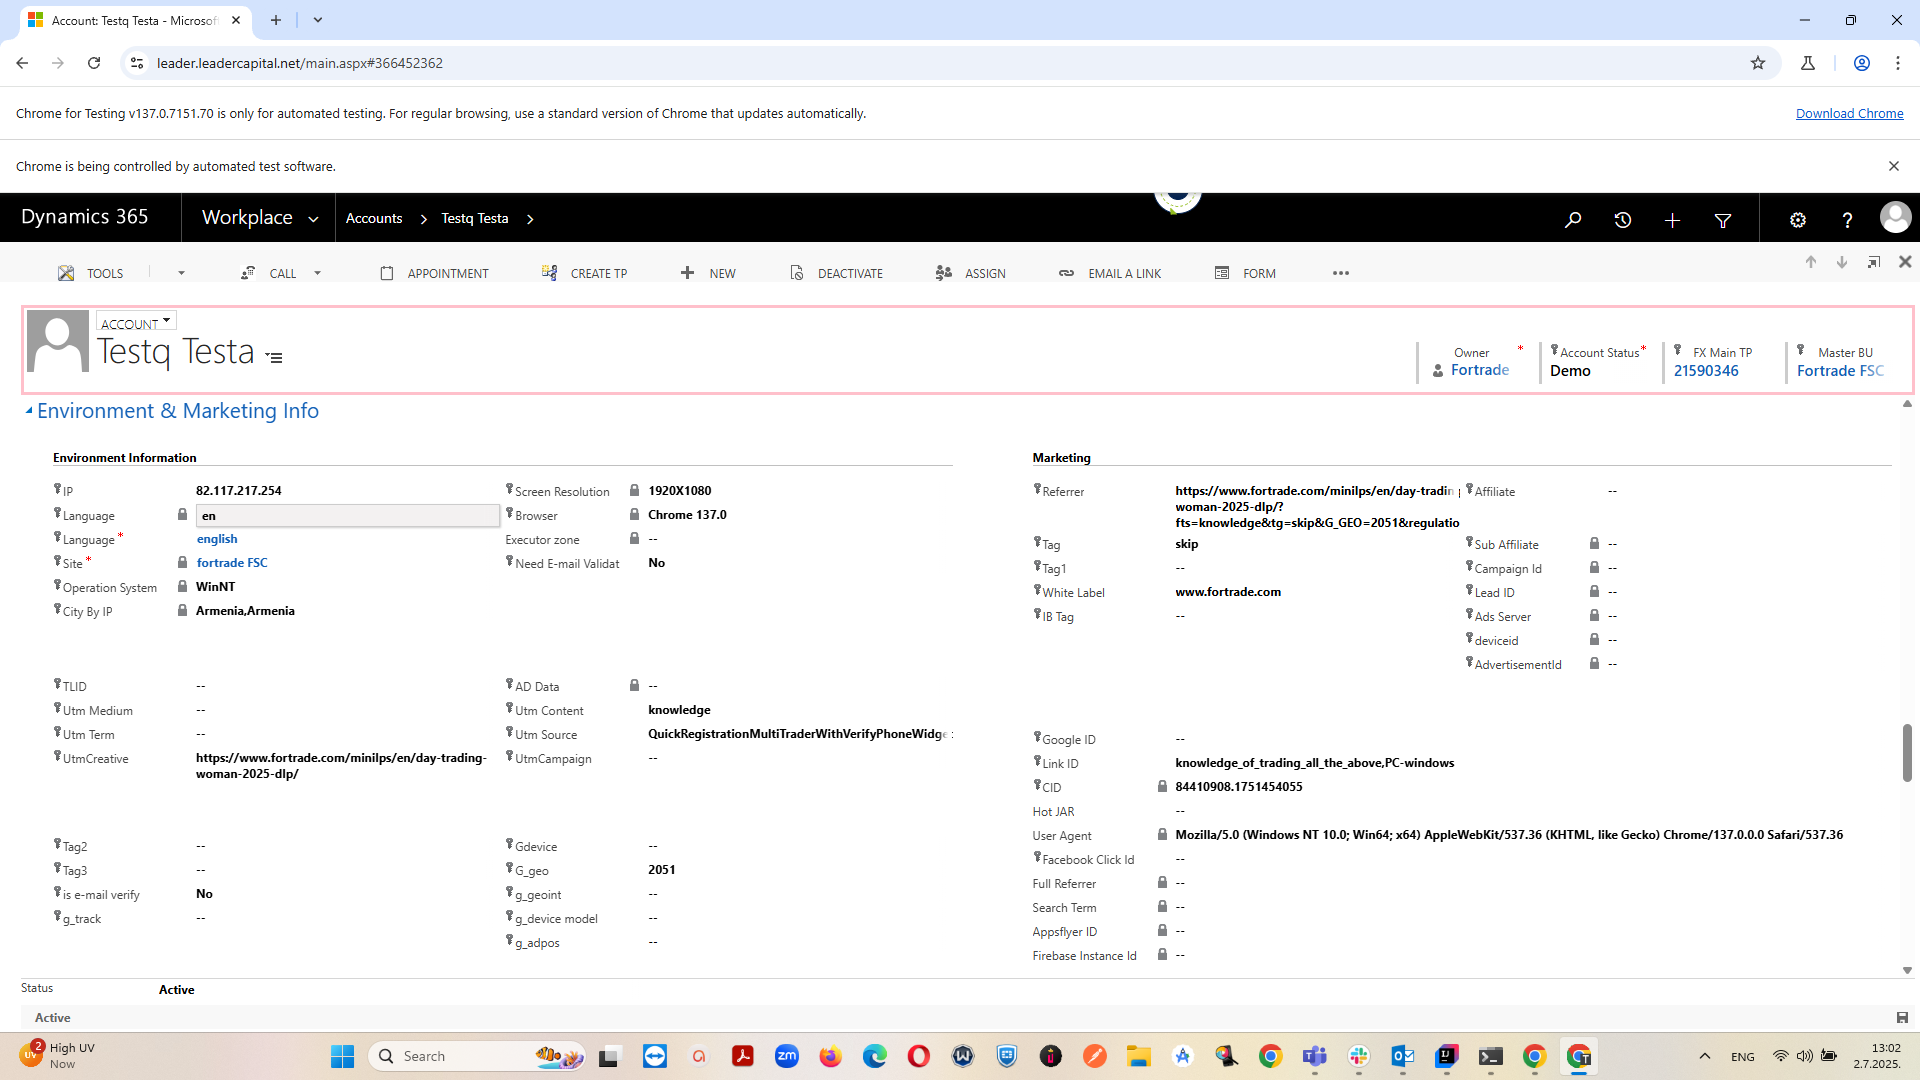 Account: Testq Testa - Microsof
leader.leadercapital.net/main.aspx#366452362
Chrome for Testing v137.0.7151.70 is only for automated testing. For regular browsing, use a standard version of Chrome that updates automatically.
Download Chrome
Chrome is being controlled by automated test software.
Dynamics 365
Workplace
Accounts
Testq Testa
?
TOOLS
CALL
APPOINTMENT
CREATE TP
NEW
DEACTIVATE
ASSIGN
EMAIL A LINK
FORM
ACCOUNT
Testq Testa
Owner *
Fortrade
Account Status *
Demo
FX Main TP
21590346
Master BU
Fortrade FSC
Environment & Marketing Info
Environment Information
IP 82.117.217.254
Language en
Language * english
Site * fortrade FSC
Operation System WinNT
City By IP Armenia,Armenia
Screen Resolution 1920X1080
Browser Chrome 137.0
Executor zone --
Need E-mail Validat No
TLID --
Utm Medium --
Utm Term --
UtmCreative https://www.fortrade.com/minilps/en/day-trading-
woman-2025-dlp/
AD Data --
Utm Content knowledge
Utm Source QuickRegistrationMultiTraderWithVerifyPhoneWidge
UtmCampaign --
Tag2 --
Tag3 --
is e-mail verify No
g_track --
Gdevice --
G_geo 2051
g_geoint --
g_device model --
g_adpos --
Marketing
Referrer https://www.fortrade.com/minilps/en/day-tradin
woman-2025-dlp/?
fts=knowledge&tg=skip&G_GEO=2051&regulatio
Tag skip
Tag1 --
White Label www.fortrade.com
IB Tag --
Affiliate --
Sub Affiliate --
Campaign Id --
Lead ID --
Ads Server --
deviceid --
AdvertisementId --
Google ID --
Link ID knowledge_of_trading_all_the_above,PC-windows
CID 84410908.1751454055
Hot JAR --
User Agent Mozilla/5.0 (Windows NT 10.0; Win64; x64) AppleWebKit/537.36 (KHTML, like Gecko) Chrome/137.0.0.0 Safari/537.36
Facebook Click Id --
Full Referrer --
Search Term --
Appsflyer ID --
Firebase Instance Id --
Status Active
Active
UV 2
High UV
Now
Search
zm
ENG
13:02
2.7.2025.